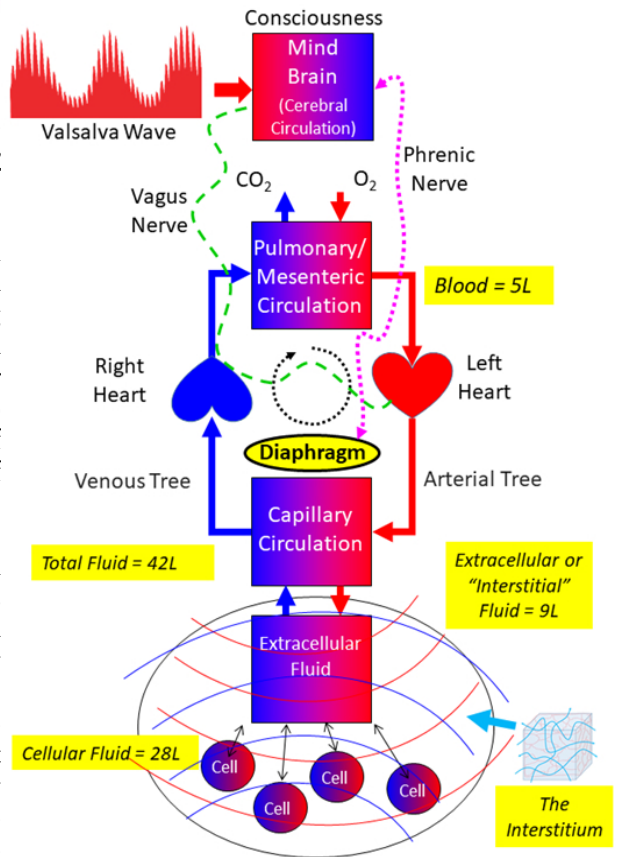 Consciousness
Mind
Brain
(Cerebral
Circulation)
Valsalva Wave
Phrenic
Nerve
Vagus
Nerve
CO₂
O₂
Pulmonary/
Mesenteric
Circulation
Blood = 5L
Right
Heart
Left
Heart
Diaphragm
Venous Tree
Arterial Tree
Capillary
Circulation
Total Fluid = 42L
Extracellular or
“Interstitial”
Fluid = 9L
Extracellular
Fluid
Cellular Fluid = 28L
Cell
Cell
Cell
Cell
The
Interstitium